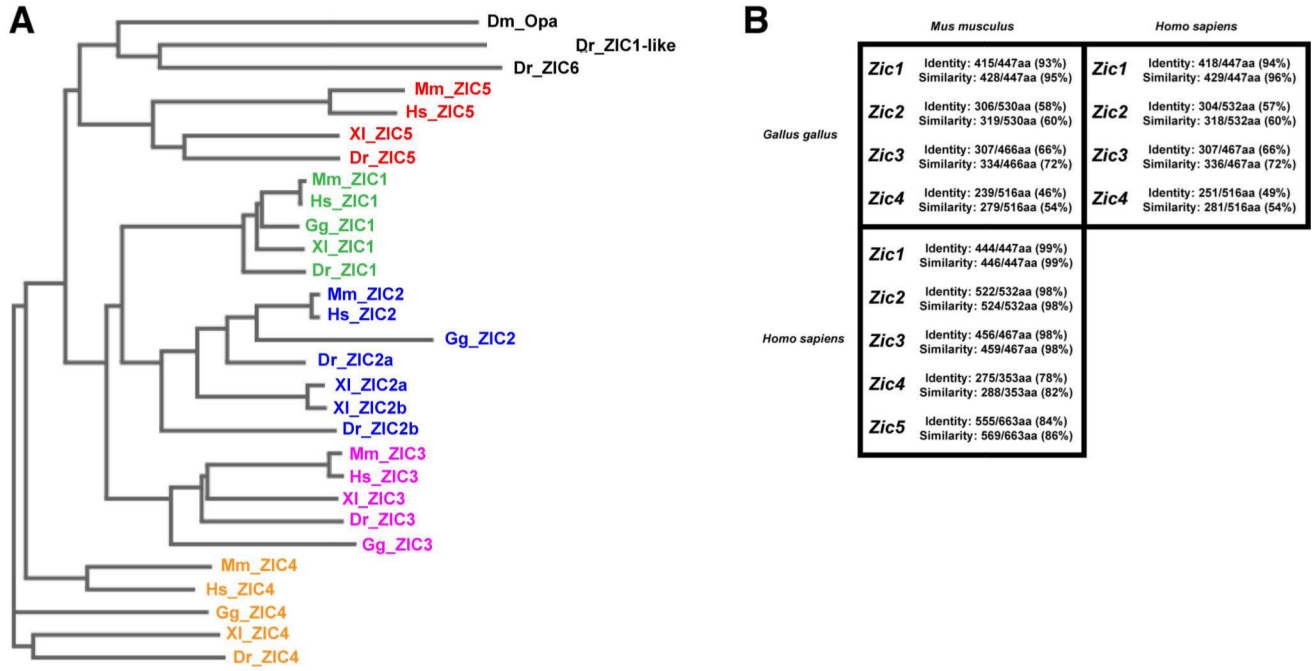 A
Dm_Opa
Dr_ZIC1-like
Dr_ZIC6
Mm_ZIC5
Hs_ZIC5
Xl_ZIC5
Dr_ZIC5
Mm_ZIC1
Hs_ZIC1
Gg_ZIC1
Xl_ZIC1
Dr_ZIC1
Mm_ZIC2
Hs_ZIC2
Gg_ZIC2
Dr_ZIC2a
Xl_ZIC2a
Xl_ZIC2b
Dr_ZIC2b
Mm_ZIC3
Hs_ZIC3
Xl_ZIC3
Dr_ZIC3
Gg_ZIC3
Mm_ZIC4
Hs_ZIC4
Gg_ZIC4
Xl_ZIC4
Dr_ZIC4
B
Mus musculus
Homo sapiens
Gallus gallus
Zic1
Identity: 415/447aa (93%)
Similarity: 428/447aa (95%)
Zic2
Identity: 306/530aa (58%)
Similarity: 319/530aa (60%)
Zic3
Identity: 307/466aa (66%)
Similarity: 334/466aa (72%)
Zic4
Identity: 239/516aa (46%)
Similarity: 279/516aa (54%)
Zic1
Identity: 418/447aa (94%)
Similarity: 429/447aa (96%)
Zic2
Identity: 304/532aa (57%)
Similarity: 318/532aa (60%)
Zic3
Identity: 307/467aa (66%)
Similarity: 336/467aa (72%)
Zic4
Identity: 251/516aa (49%)
Similarity: 281/516aa (54%)
Homo sapiens
Zic1
Identity: 444/447aa (99%)
Similarity: 446/447aa (99%)
Zic2
Identity: 522/532aa (98%)
Similarity: 524/532aa (98%)
Zic3
Identity: 456/467aa (98%)
Similarity: 459/467aa (98%)
Zic4
Identity: 275/353aa (78%)
Similarity: 288/353aa (82%)
Zic5
Identity: 555/663aa (84%)
Similarity: 569/663aa (86%)